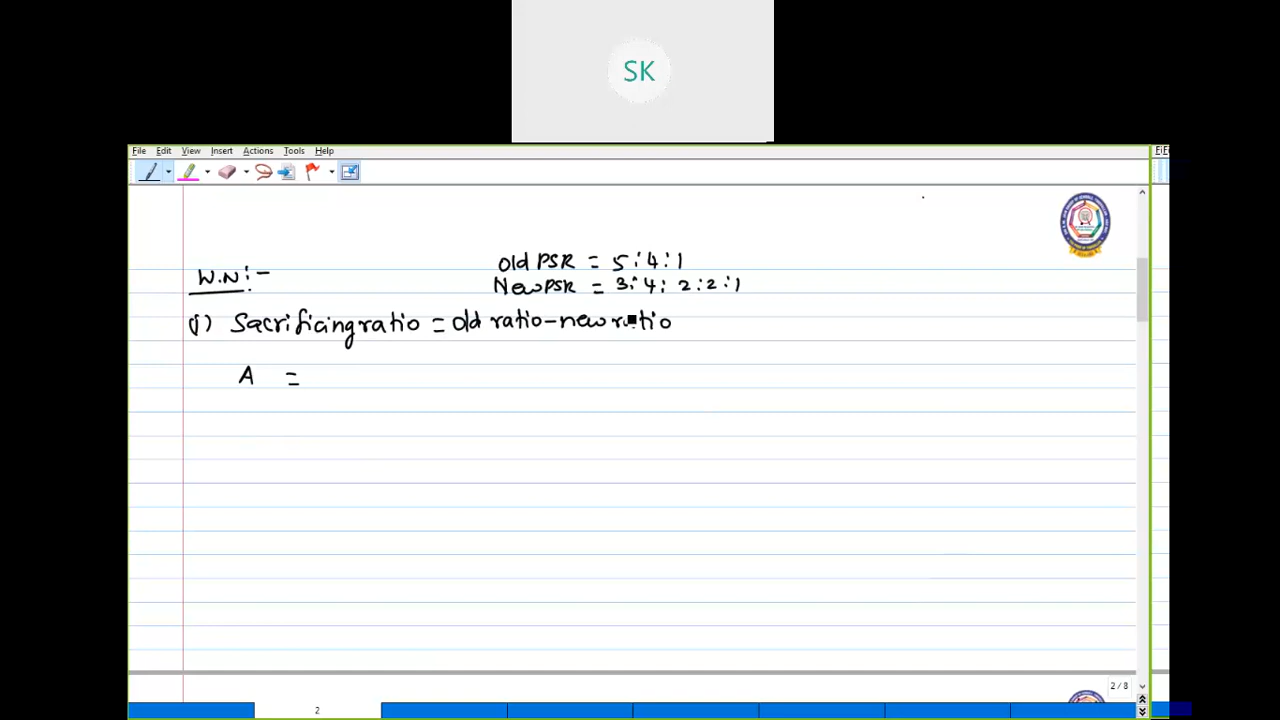 SK
File Edit View Insert Actions Tools Help
Old PSR = 5:4:1
W.N:-
New PSR = 3:4:2:2:1
(i) Sacrificing ratio = old ratio - new ratio
A =
2 / 8
2